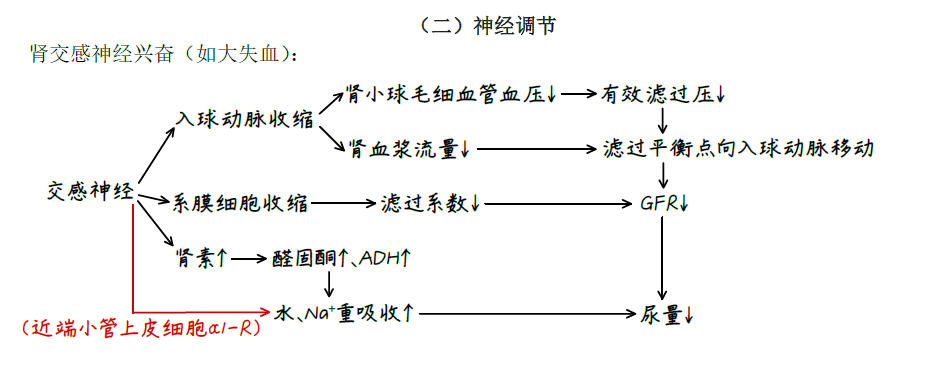 （二）神经调节
肾交感神经兴奋（如大失血）：
肾小球毛细血管血压↓→有效滤过压↓
入球动脉收缩
肾血浆流量↓→滤过平衡点向入球动脉移动
交感神经
系膜细胞收缩→滤过系数↓→GFR↓
肾素↑→醛固酮↑、ADH↑
水、Na⁺重吸收↑→尿量↓
(近端小管上皮细胞α1-R)